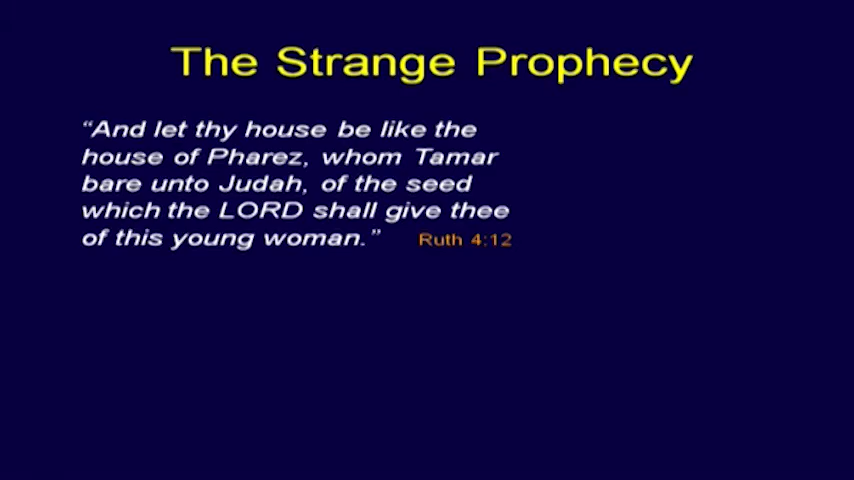 The Strange Prophecy
“And let thy house be like the
house of Pharez, whom Tamar
bare unto Judah, of the seed
which the LORD shall give thee
of this young woman.” Ruth 4:12